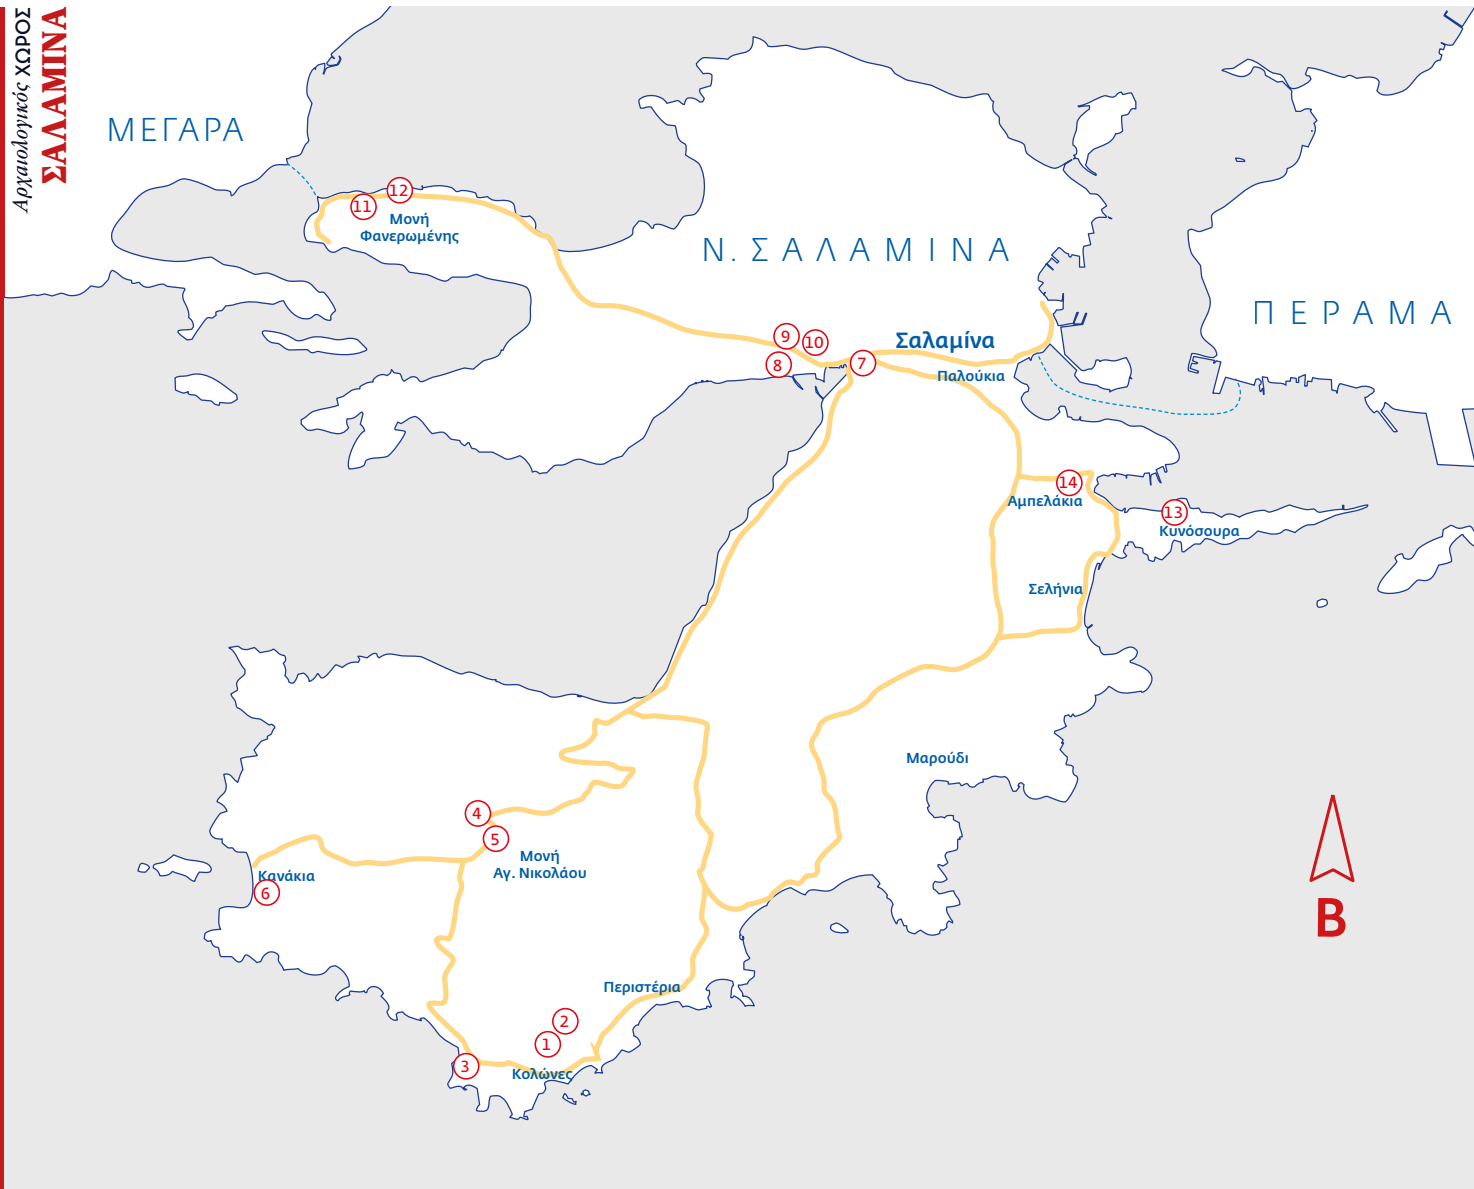 Αρχαιολογικός ΧΩΡΟΣ
ΣΑΛΑΜΙΝΑ
ΜΕΓΑΡΑ
12
11
Μονή
Φανερωμένης
Ν. ΣΑΛΑΜΙΝΑ
ΠΕΡΑΜΑ
9
10
Σαλαμίνα
8
7
Παλούκια
14
Αμπελάκια
13
Κυνόσουρα
Σελήνια
Μαρούδι
4
5
Μονή
Αγ. Νικολάου
Κανάκια
6
Β
Περιστέρια
2
1
3
Κολώνες